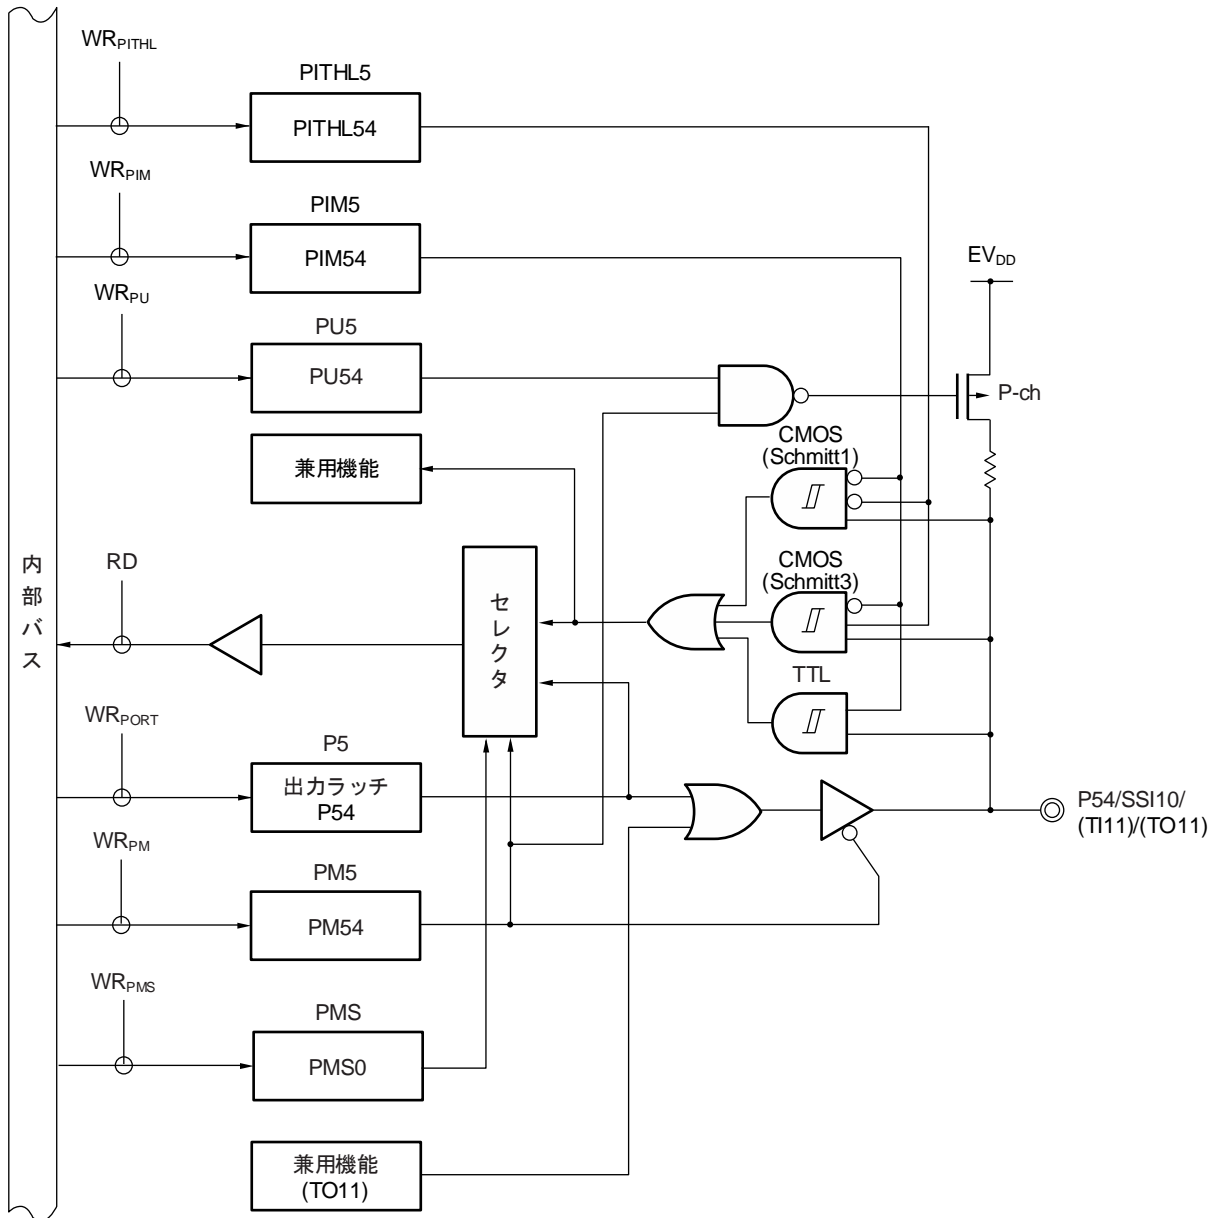 WRPITHL
PITHL5
PITHL54
WRPIM
PIM5
PIM54
WRPU
PU5
PU54
EVDD
P-ch
CMOS
(Schmitt1)
兼用機能
内部バス
RD
セレクタ
CMOS
(Schmitt3)
TTL
WRPORT
P5
出力ラッチ
P54
P54/SSI10/
(TI11)/(TO11)
WRPM
PM5
PM54
WRPMS
PMS
PMS0
兼用機能
(TO11)